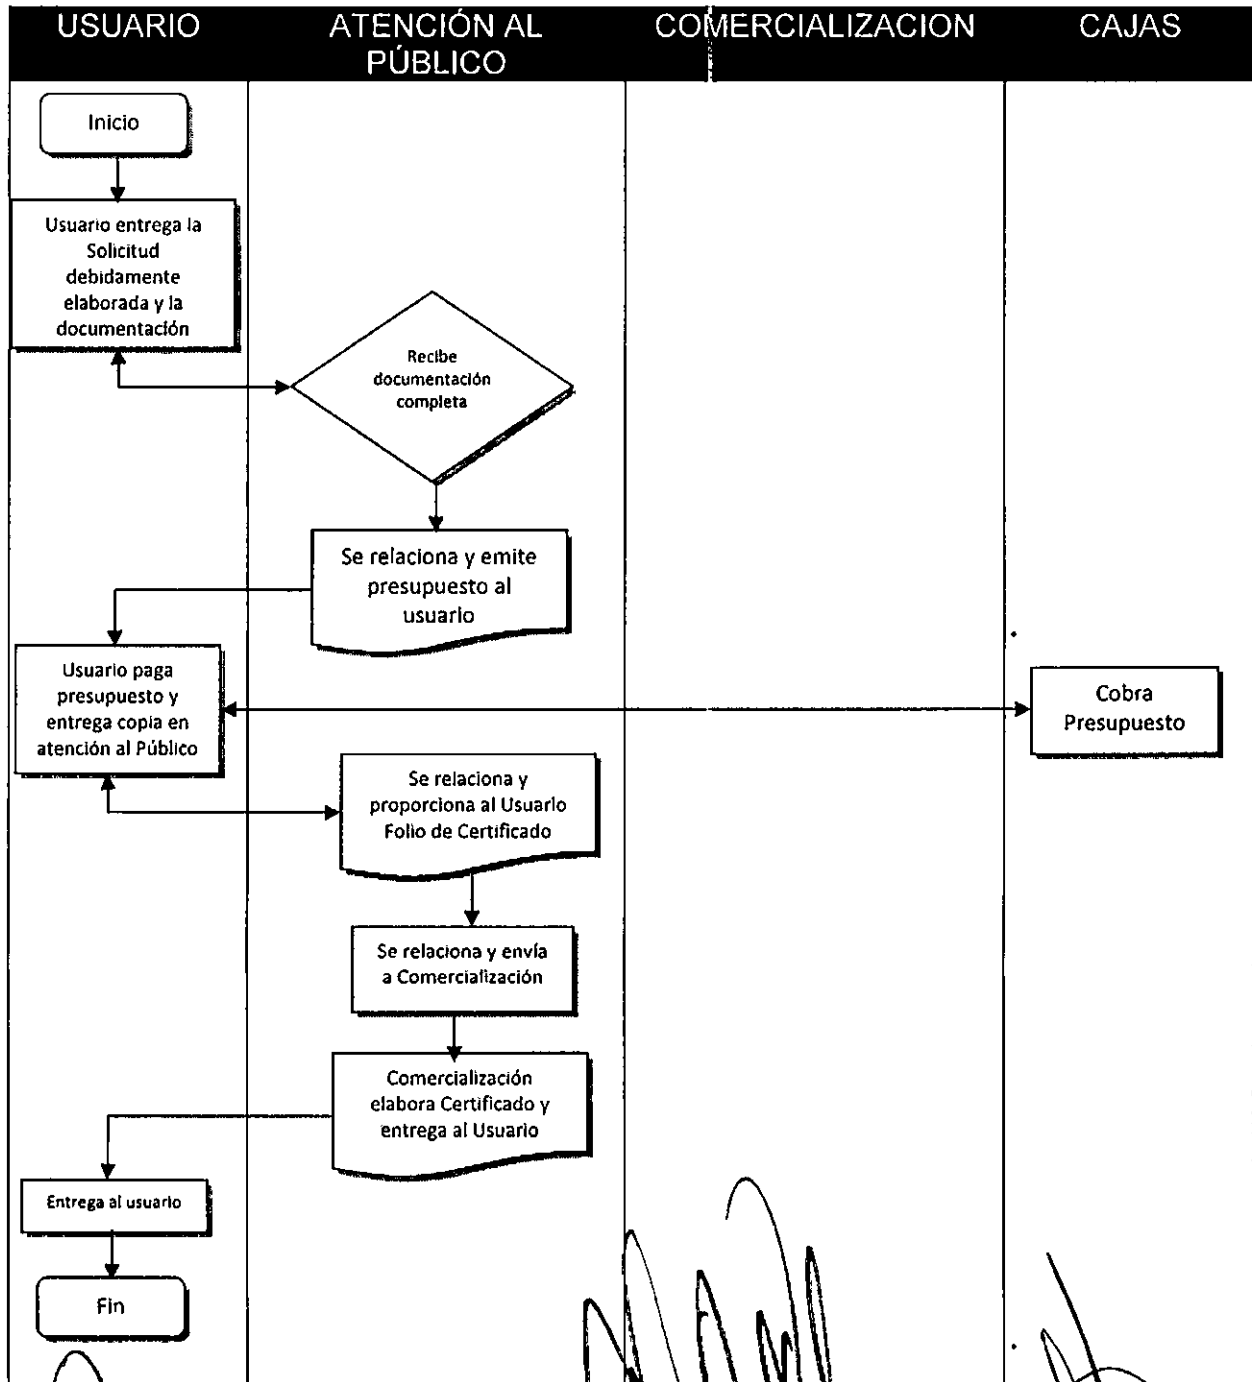 USUARIO
ATENCIÓN AL
PÚBLICO
COMERCIALIZACION
CAJAS
Inicio
Usuario entrega la
Solicitud
debidamente
elaborada y la
documentación
Recibe
documentación
completa
Se relaciona y emite
presupuesto al
usuario
Usuario paga
presupuesto y
entrega copia en
atención al Público
Cobra
Presupuesto
Se relaciona y
proporciona al Usuario
Folio de Certificado
Se relaciona y envía
a Comercialización
Comercialización
elabora Certificado y
entrega al Usuario
Entrega al usuario
Fin